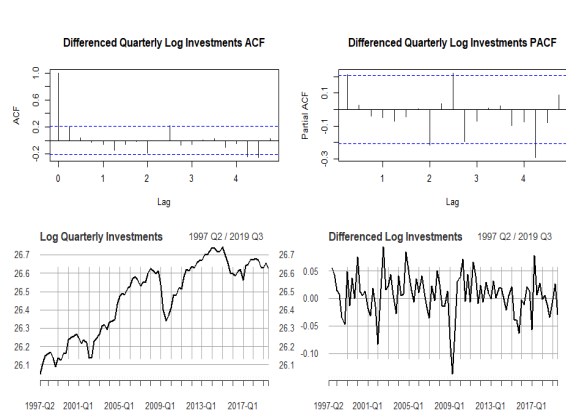 Differenced Quarterly Log Investments ACF
ACF
1.0
0.6
0.2
-0.2
0 1 2 3 4
Lag
Differenced Quarterly Log Investments PACF
Partial ACF
0.1
-0.1
-0.3
1 2 3 4
Lag
Log Quarterly Investments 1997 Q2 / 2019 Q3
26.7 26.7
26.6 26.6
26.5 26.5
26.4 26.4
26.3 26.3
26.2 26.2
26.1 26.1
1997-Q2 2001-Q1 2005-Q1 2009-Q1 2013-Q1 2017-Q1
Differenced Log Investments 1997 Q2 / 2019 Q3
0.05
0.00
-0.05
-0.10
1997-Q2 2001-Q1 2005-Q1 2009-Q1 2013-Q1 2017-Q1